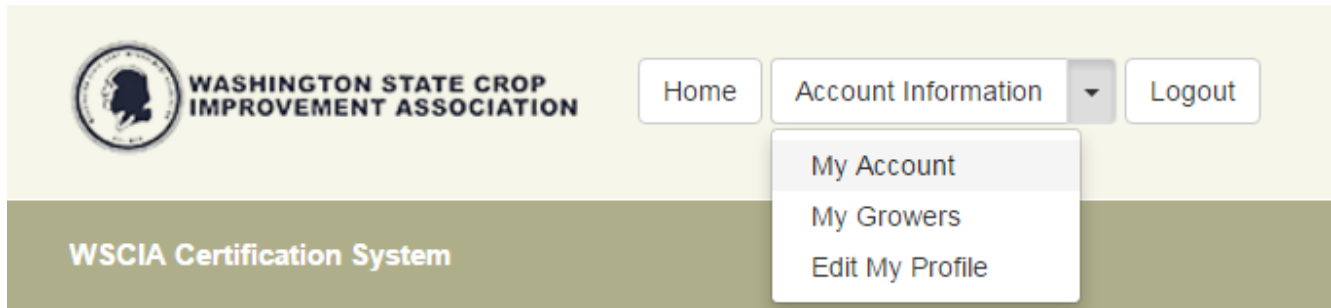 WASHINGTON STATE CROP
IMPROVEMENT ASSOCIATION
Home
Account Information
Logout
My Account
My Growers
Edit My Profile
WSCIA Certification System